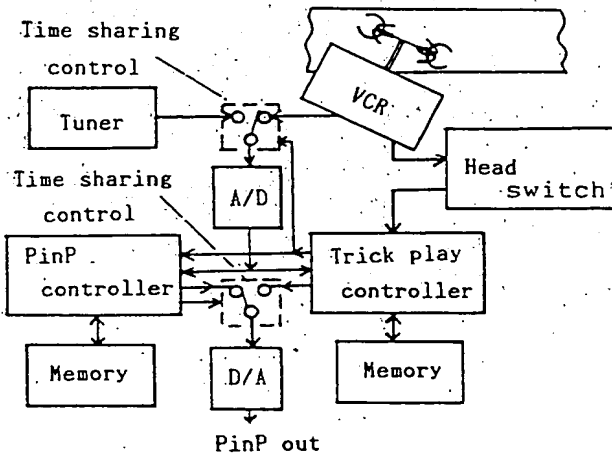 Time sharing
control
VCR
Tuner
Head
switch
Time sharing
control
A/D
PinP
controller
Trick play
controller
Memory
D/A
Memory
PinP out